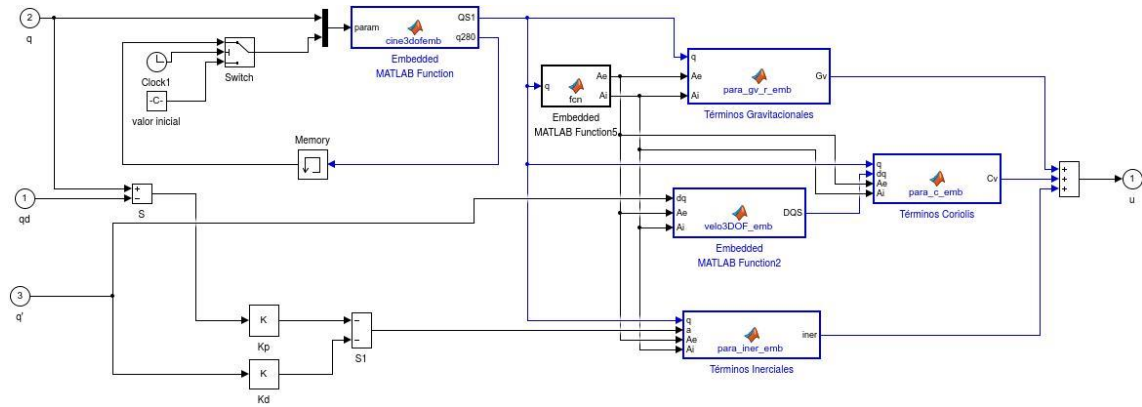 2
q
param
QS1
q280
cine3dofemb
Embedded
MATLAB Function
Clock1
Switch
-C-
valor inicial
Memory
q
Ae
Ai
fcn
Embedded
MATLAB Function5
q
Ae
Ai
Gv
para_gv_r_emb
Términos Gravitacionales
q
dq
Ae
Ai
Cv
para_c_emb
Términos Coriolis
+
+
+
1
u
1
qd
+
−
S
dq
Ae
Ai
DQS
velo3DOF_emb
Embedded
MATLAB Function2
3
q'
K
Kp
K
Kd
−
−
S1
q
a
Ae
Ai
iner
para_iner_emb
Términos Inerciales